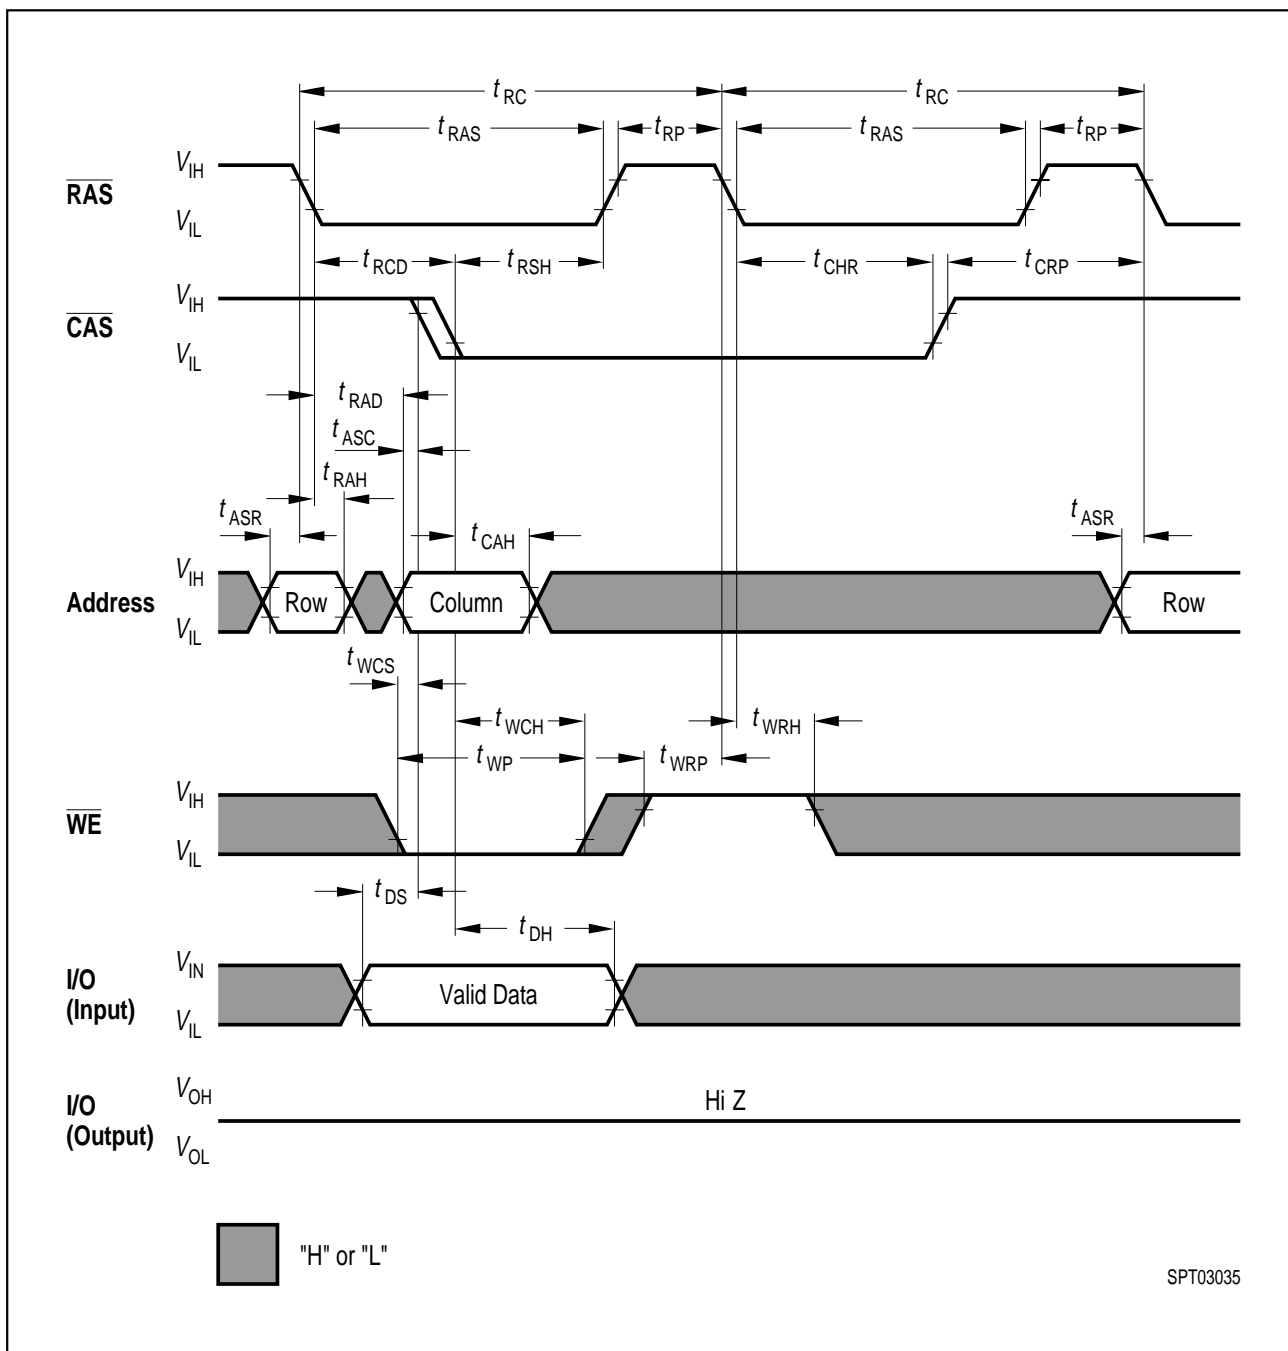 tRC tRC
tRAS tRP tRAS tRP
RAS VIH
VIL
tRCD tRSH tCHR tCRP
CAS VIH
VIL
tRAD
tASC
tRAH
tASR tCAH tASR
Address VIH
VIL
Row Column Row
tWCS
tWCH tWRH
tWP tWRP
WE VIH
VIL
tDS
tDH
I/O
(Input)
VIN
VIL
Valid Data
I/O
(Output)
VOH
VOL
Hi Z
"H" or "L"
SPT03035